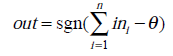 out = sgn(∑_{i=1}^{n} in_i − θ)